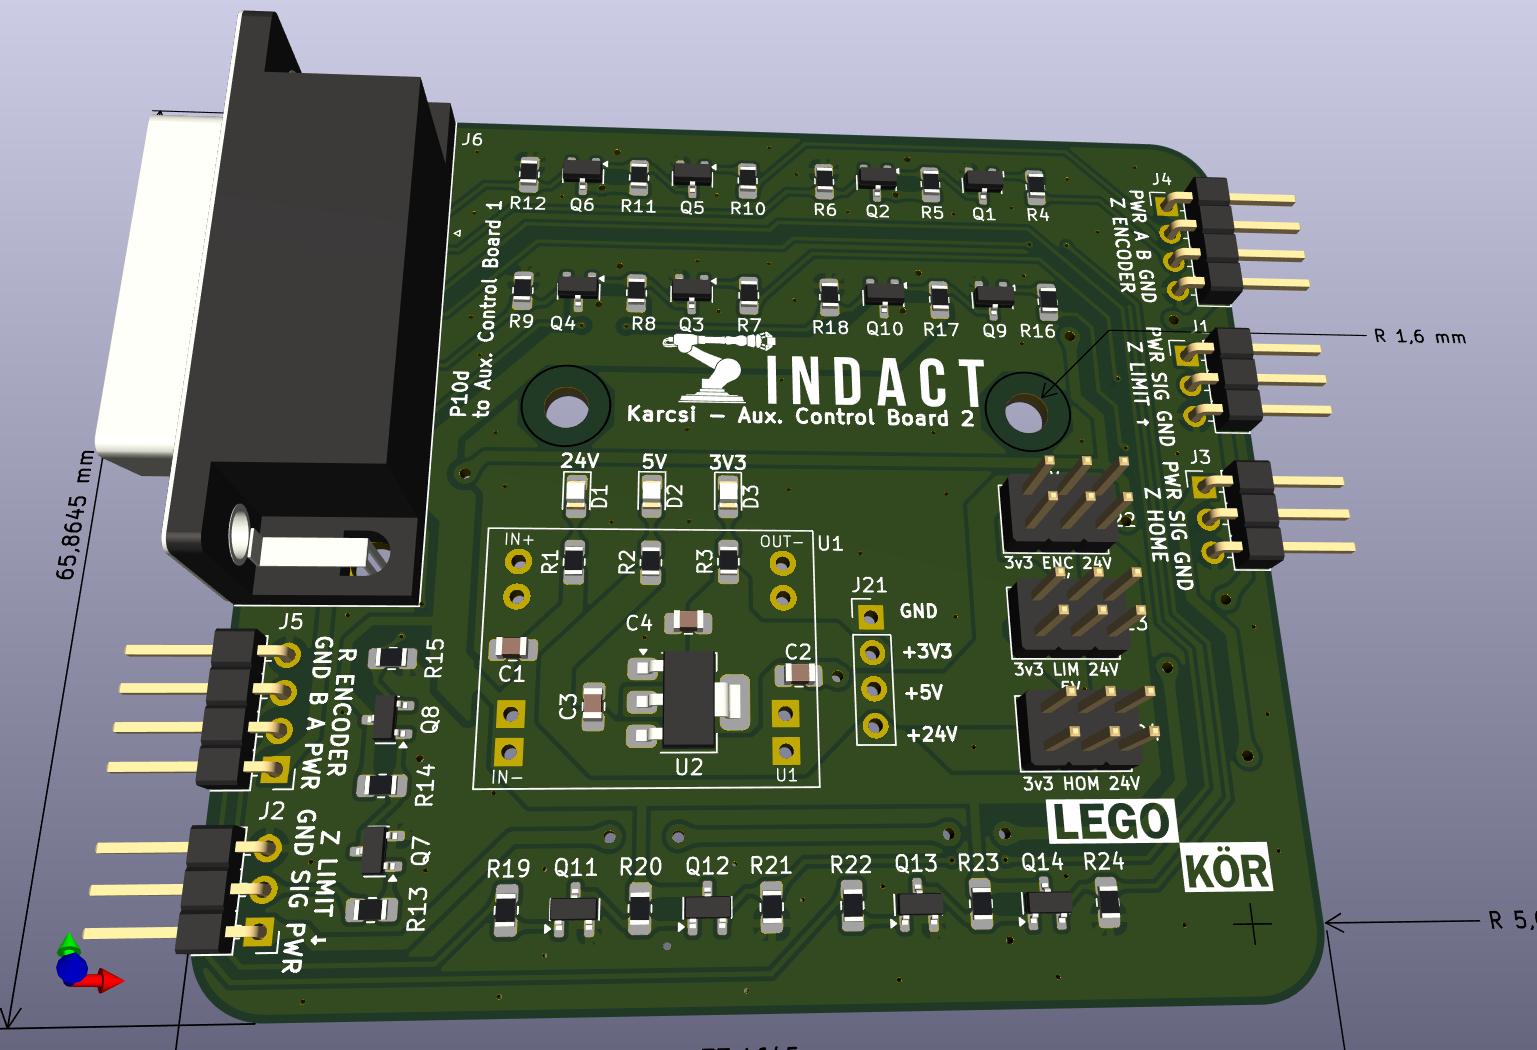 J6
R12 Q6 R11 Q5 R10 R6 Q2 R5 Q1 R4
J4
PWR A B GND
Z ENCODER
P10d
to Aux. Control Board 1
R9 Q4 R8 Q3 R7 R18 Q10 R17 Q9 R16
J1
PWR SIG GND
Z LIMIT ↑
R 1,6 mm
INDACT
Karcsi - Aux. Control Board 2
24V 5V 3V3
D1 D2 D3
J3
PWR SIG GND
Z HOME
65,8645 mm
IN+ R1 R2 R3 OUT- U1
3v3 ENC 24V
J21
GND
+3V3
+5V
+24V
C4
C1
C2
C3
U2
IN- U1
3v3 LIM 24V
5V
3v3 HOM 24V
J5
GND B A PWR
R ENCODER
R15
Q8
R14
J2
GND SIG PWR
Z LIMIT ↑
Q7
R13
LEGO
KÖR
R19 Q11 R20 Q12 R21 R22 Q13 R23 Q14 R24